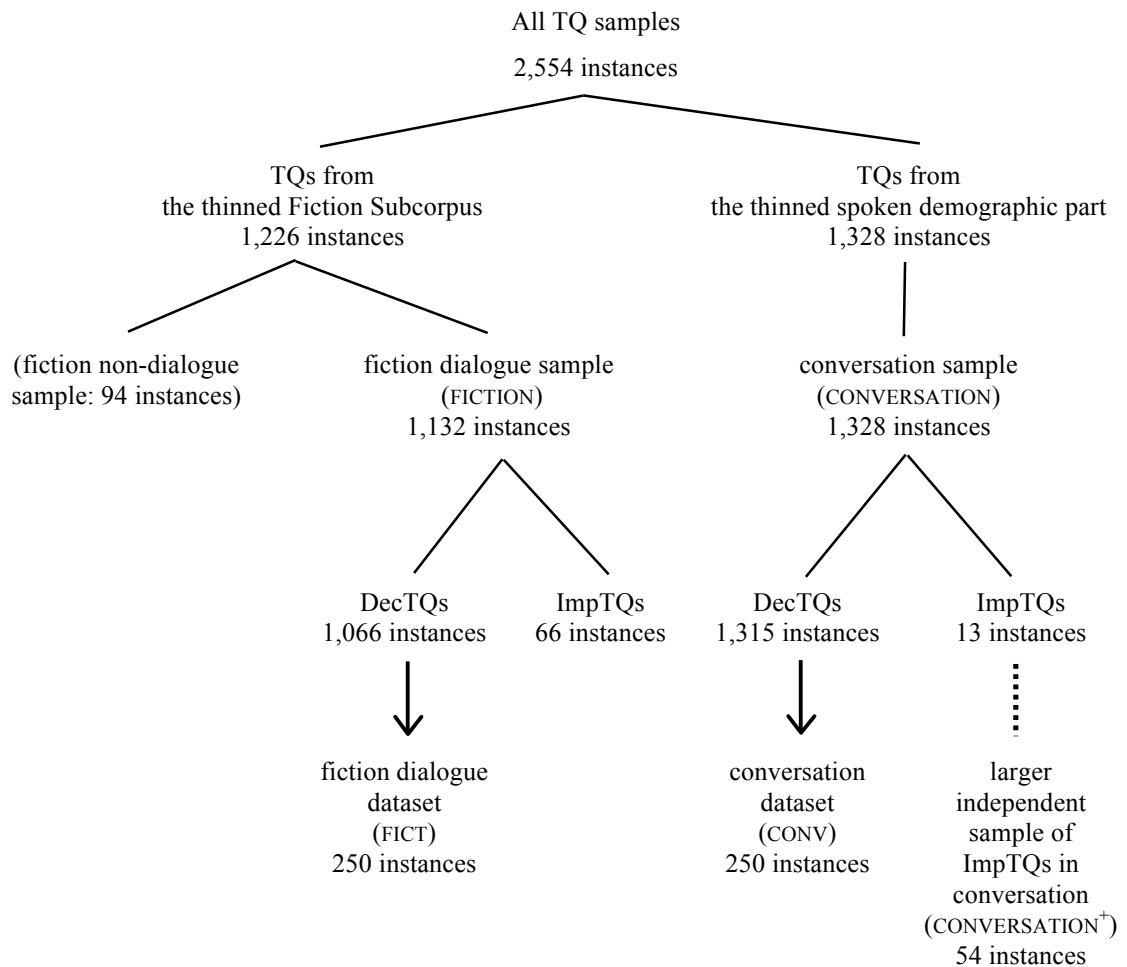 All TQ samples
2,554 instances
TQs from
the thinned Fiction Subcorpus
1,226 instances
TQs from
the thinned spoken demographic part
1,328 instances
(fiction non-dialogue
sample: 94 instances)
fiction dialogue sample
(FICTION)
1,132 instances
conversation sample
(CONVERSATION)
1,328 instances
DecTQs
1,066 instances
ImpTQs
66 instances
DecTQs
1,315 instances
ImpTQs
13 instances
fiction dialogue
dataset
(FICT)
250 instances
conversation
dataset
(CONV)
250 instances
larger
independent
sample of
ImpTQs in
conversation
(CONVERSATION⁺)
54 instances